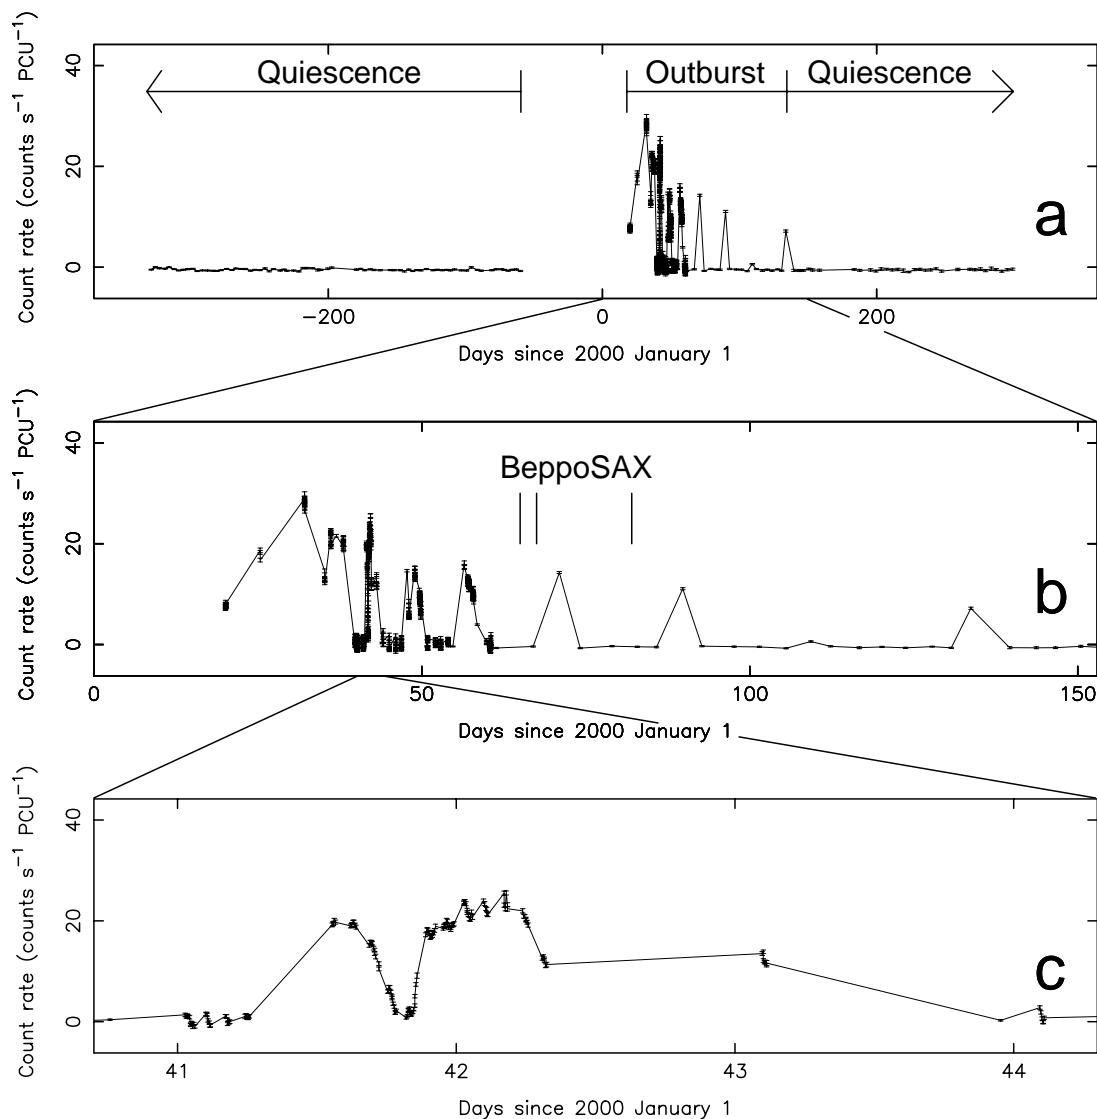 Count rate (counts s⁻¹ PCU⁻¹)
40
20
0
Quiescence
Outburst
Quiescence
a
−200
0
200
Days since 2000 January 1
Count rate (counts s⁻¹ PCU⁻¹)
40
20
0
BeppoSAX
b
0
50
100
150
Days since 2000 January 1
Count rate (counts s⁻¹ PCU⁻¹)
40
20
0
c
41
42
43
44
Days since 2000 January 1